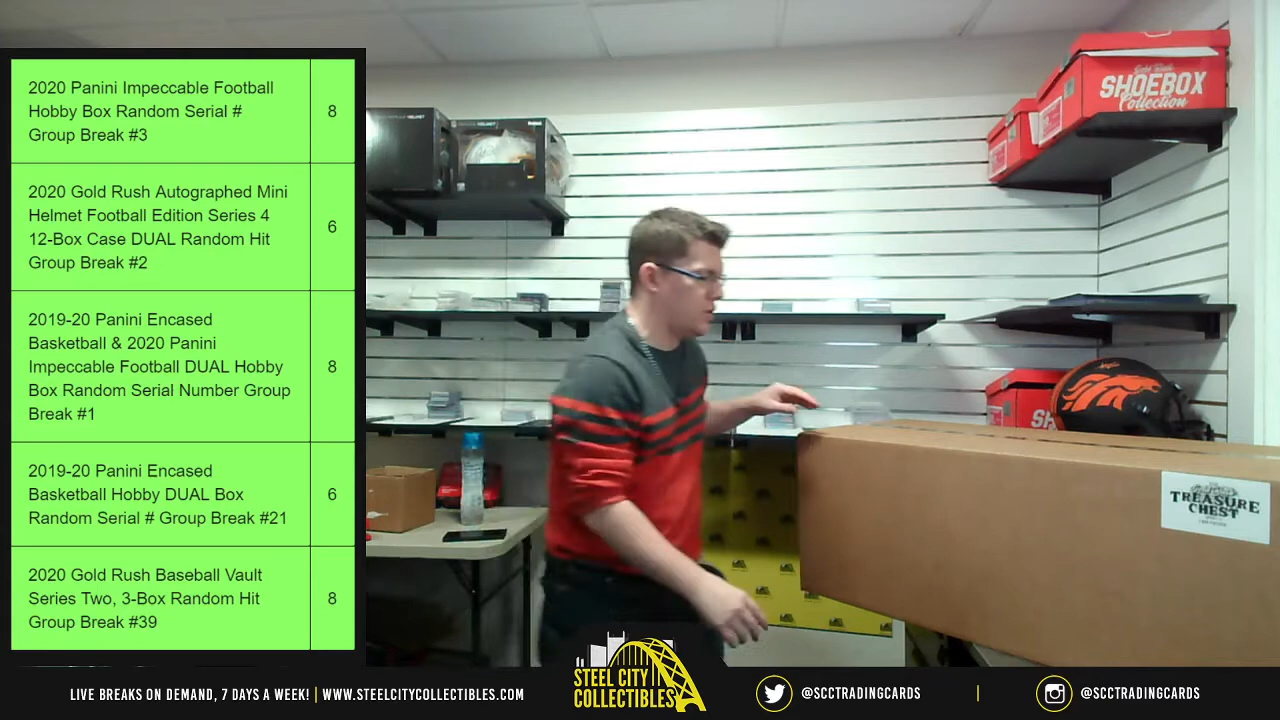 2020 Panini Impeccable Football
Hobby Box Random Serial #
Group Break #3
8
2020 Gold Rush Autographed Mini
Helmet Football Edition Series 4
12-Box Case DUAL Random Hit
Group Break #2
6
2019-20 Panini Encased
Basketball & 2020 Panini
Impeccable Football DUAL Hobby
Box Random Serial Number Group
Break #1
8
2019-20 Panini Encased
Basketball Hobby DUAL Box
Random Serial # Group Break #21
6
2020 Gold Rush Baseball Vault
Series Two, 3-Box Random Hit
Group Break #39
8
Gold Rush
SHOEBOX
Collection
SH
TREASURE
CHEST
LIVE BREAKS ON DEMAND, 7 DAYS A WEEK! | WWW.STEELCITYCOLLECTIBLES.COM
STEEL CITY
COLLECTIBLES
@SCCTRADINGCARDS
@SCCTRADINGCARDS